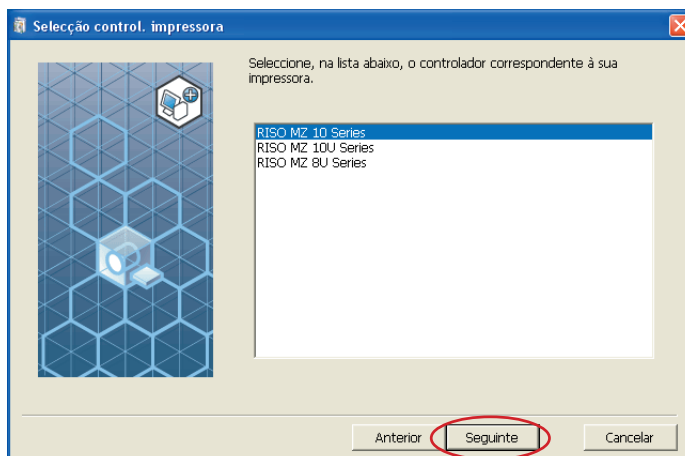 Selecção control. impressora
Seleccione, na lista abaixo, o controlador correspondente à sua
impressora.
RISO MZ 10 Series
RISO MZ 10U Series
RISO MZ 8U Series
Anterior
Seguinte
Cancelar